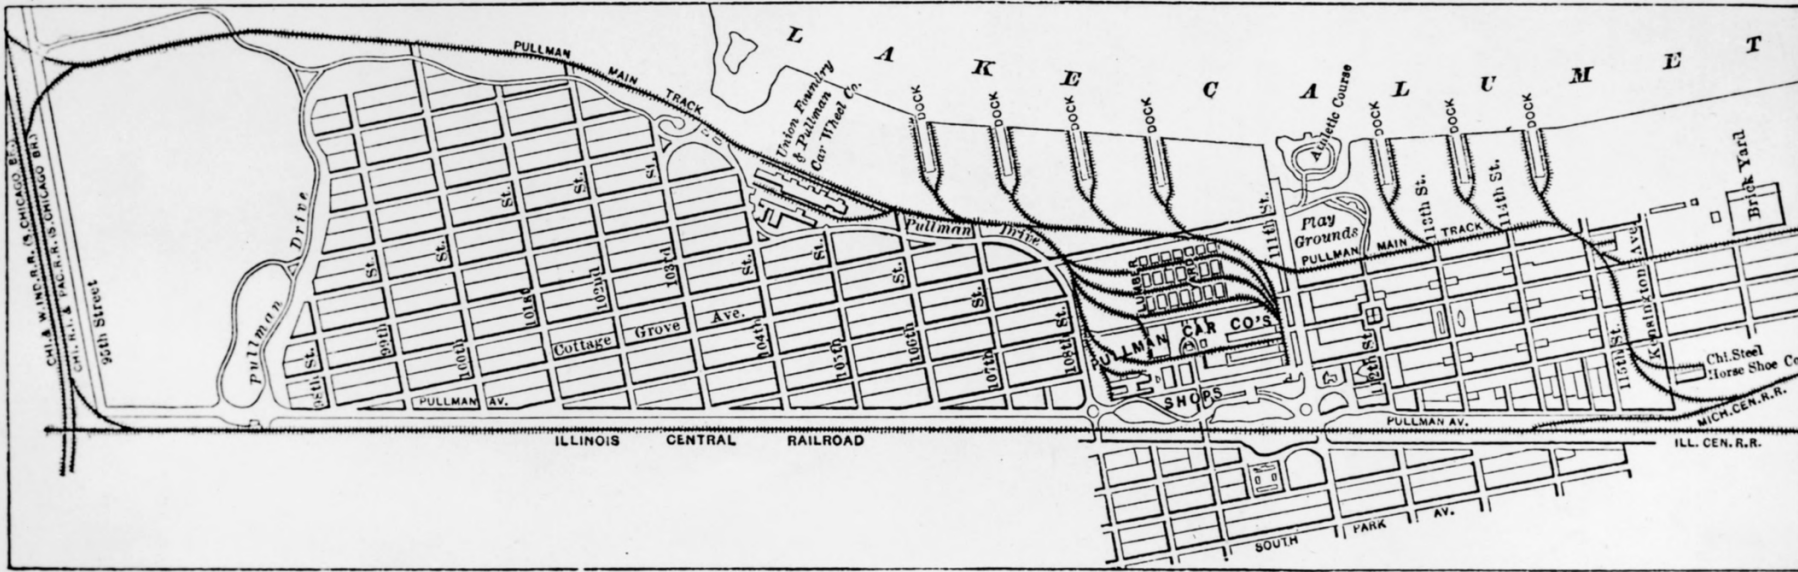 LAKE CALUMET
PULLMAN MAIN TRACK
Union Foundry
& Pullman
Car Wheel Co.
DOCK
DOCK
DOCK
DOCK
Athletic Course
DOCK
DOCK
DOCK
Brick Yard
CHI. & W. IND. R.R. (S. CHICAGO BR.)
CHI. R.I. & PAC. R.R. (S. CHICAGO BR.)
95th Street
Pullman Drive
Pullman Drive
Play
Grounds
PULLMAN MAIN TRACK
98th St.
99th St.
100th St.
101st St.
102nd St.
103rd St.
104th St.
105th St.
106th St.
107th St.
108th St.
111th St.
112th St.
113th St.
114th St.
115th St.
Kensington Ave.
Cottage Grove Ave.
LUMBER YARD
PULLMAN CAR CO'S
SHOPS
Chi. Steel
Horse Shoe Co
PULLMAN AV.
PULLMAN AV.
MICH. CEN. R.R.
ILLINOIS CENTRAL RAILROAD
ILL. CEN. R.R.
SOUTH PARK AV.